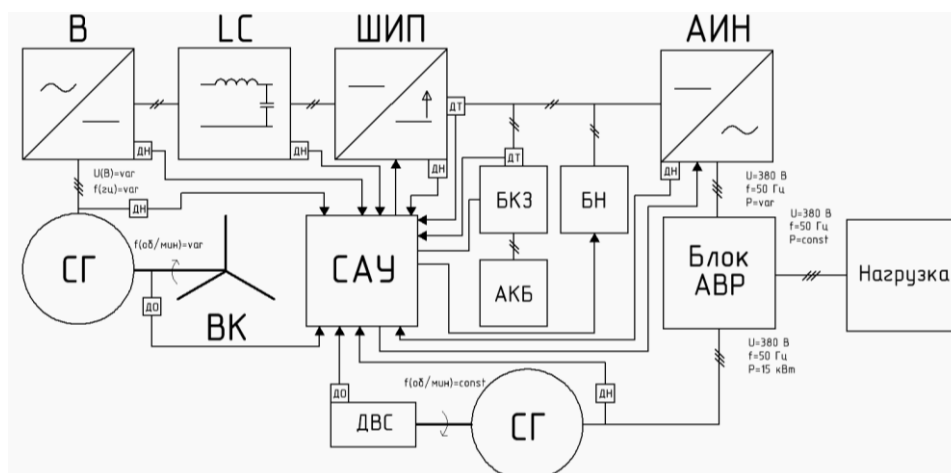 В
LC
ШИП
АИН
ДТ
ДН
ДН
ДТ
ДН
ДН
U(В)=var
f(гц)=var
ДН
БКЗ
БН
U=380 В
f=50 Гц
P=var
U=380 В
f=50 Гц
P=const
f(об/мин)=var
СГ
САУ
Блок
АВР
Нагрузка
АКБ
ДО
ВК
U=380 В
f=50 Гц
P=15 кВт
f(об/мин)=const
ДО
ДН
ДВС
СГ